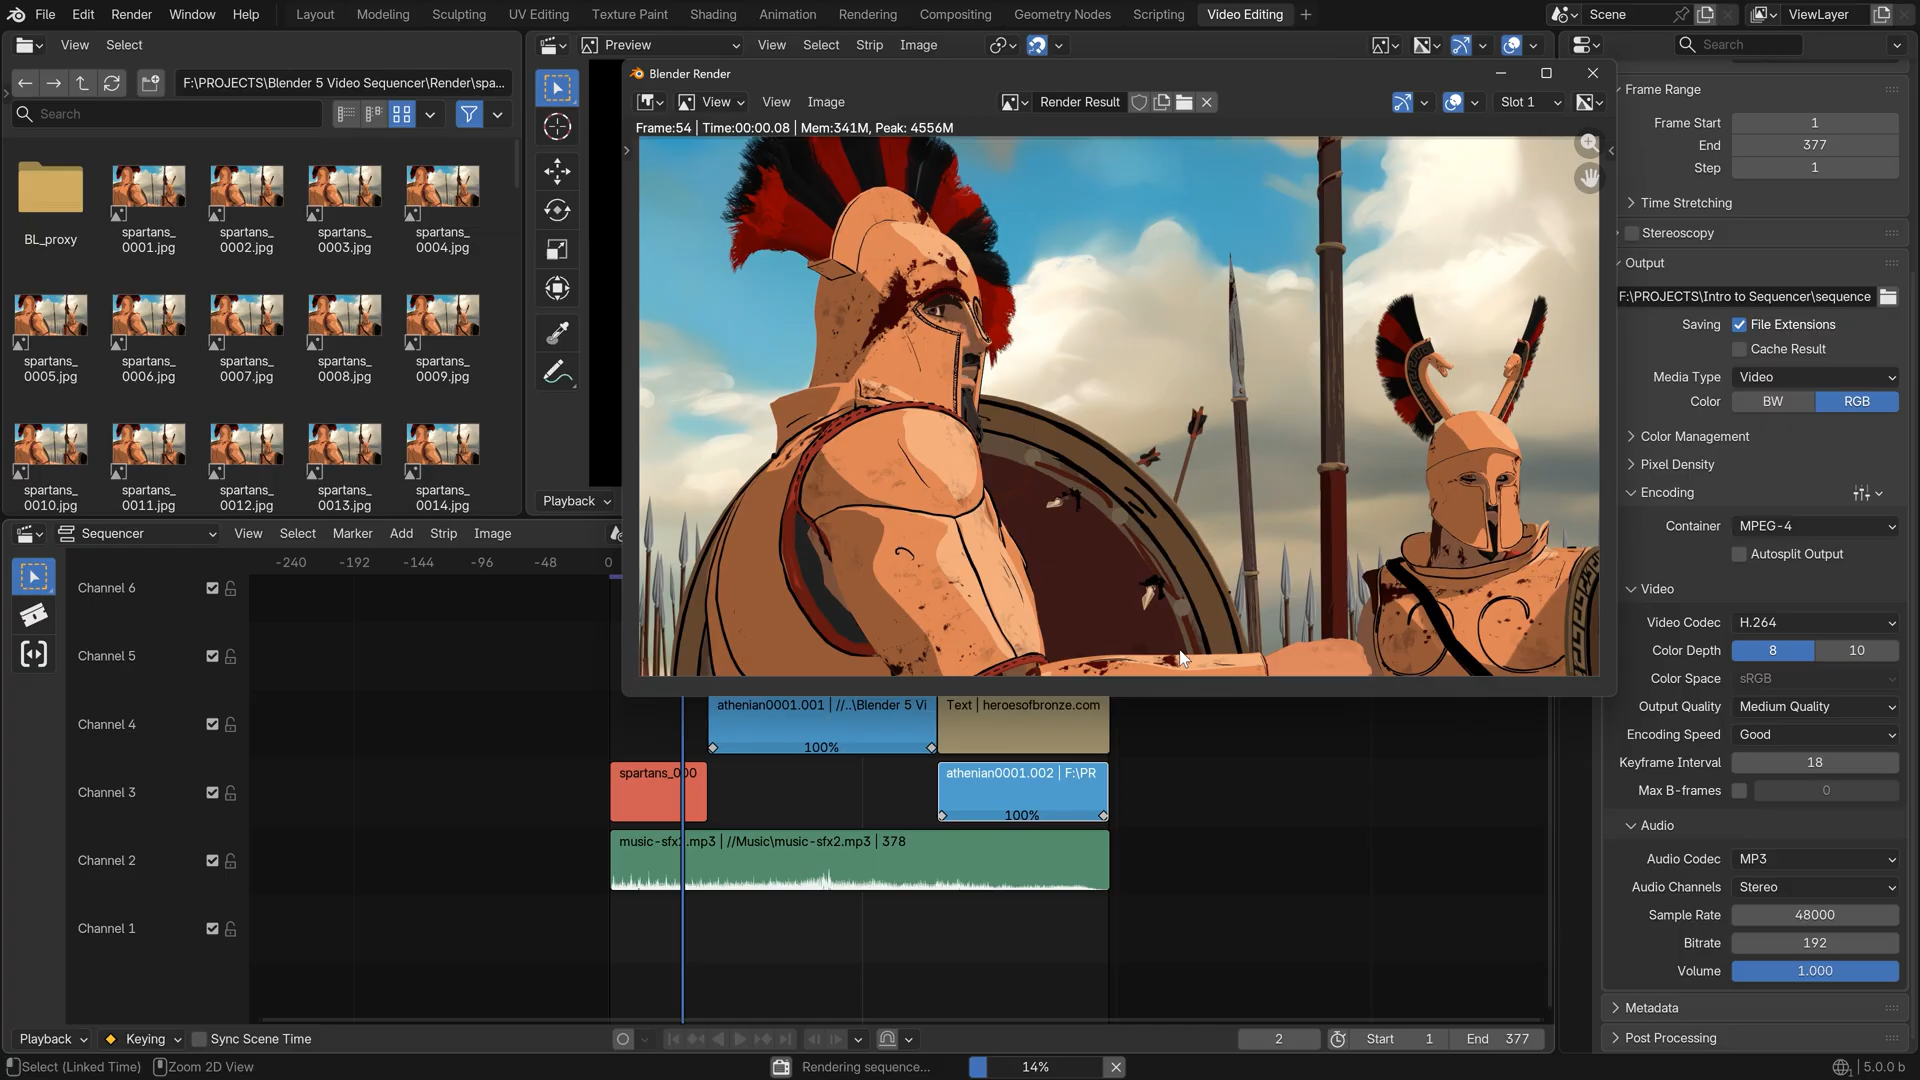 File Edit Render Window Help Layout Modeling Sculpting UV Editing Texture Paint Shading Animation Rendering Compositing Geometry Nodes Scripting Video Editing + Scene ViewLayer
View Select Preview View Select Strip Image Search
F:\PROJECTS\Blender 5 Video Sequencer\Render\spa...
Search
Blender Render
View View Image Render Result Slot 1
Frame:54 | Time:00:00.08 | Mem:341M, Peak: 4556M
BL_proxy
spartans_
0001.jpg
spartans_
0002.jpg
spartans_
0003.jpg
spartans_
0004.jpg
spartans_
0005.jpg
spartans_
0006.jpg
spartans_
0007.jpg
spartans_
0008.jpg
spartans_
0009.jpg
spartans_
0010.jpg
spartans_
0011.jpg
spartans_
0012.jpg
spartans_
0013.jpg
spartans_
0014.jpg
Playback
Frame Range
Frame Start 1
End 377
Step 1
Time Stretching
Stereoscopy
Output
F:\PROJECTS\Intro to Sequencer\sequence
Saving File Extensions
Cache Result
Media Type Video
Color BW RGB
Color Management
Pixel Density
Encoding
Container MPEG-4
Autosplit Output
Video
Video Codec H.264
Color Depth 8 10
Color Space sRGB
Output Quality Medium Quality
Encoding Speed Good
Keyframe Interval 18
Max B-frames 0
Audio
Audio Codec MP3
Audio Channels Stereo
Sample Rate 48000
Bitrate 192
Volume 1.000
Metadata
Post Processing
Sequencer View Select Marker Add Strip Image
-240 -192 -144 -96 -48 0
Channel 6
Channel 5
Channel 4
athenian0001.001 | //..\Blender 5 Vi
100%
Text | heroesofbronze.com
Channel 3
spartans_000
athenian0001.002 | F:\PR
100%
Channel 2
music-sfx2.mp3 | //Music\music-sfx2.mp3 | 378
Channel 1
Playback Keying Sync Scene Time 2 Start 1 End 377
Select (Linked Time) Zoom 2D View Rendering sequence... 14% 5.0.0 b